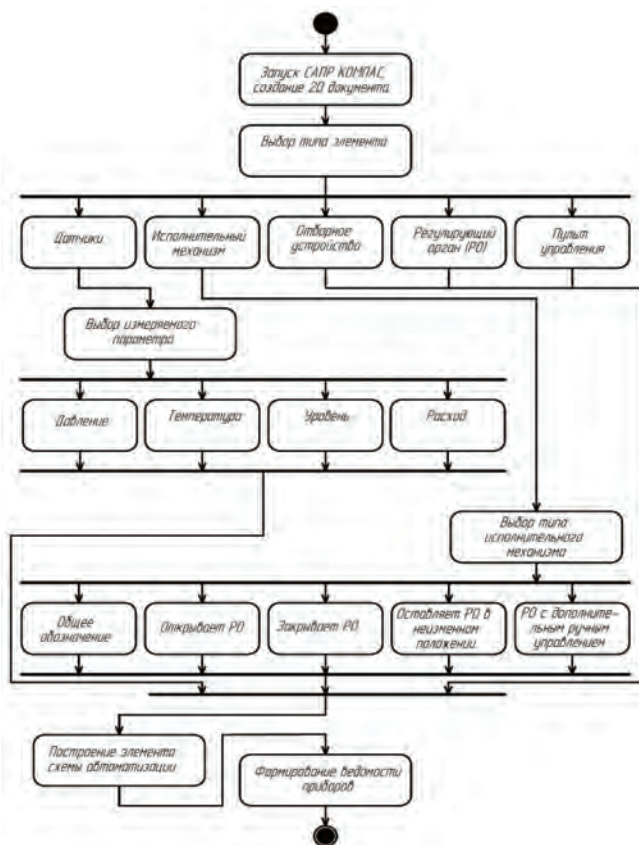 Запуск САПР КОМПАС,
создание 2D документа
Выбор типа элемента
Датчики
Исполнительный
механизм
Отборное
устройство
Регулирующий
орган (РО)
Пульт
управления
Выбор измеряемого
параметра
Давление
Температура
Уровень
Расход
Выбор типа
исполнительного
механизма
Общее
обозначение
Открывает РО
Закрывает РО
Оставляет РО в
неизменном
положении
РО с дополни-
тельным ручным
управлением
Построение элемента
схемы автоматизации
Формирование ведомости
приборов